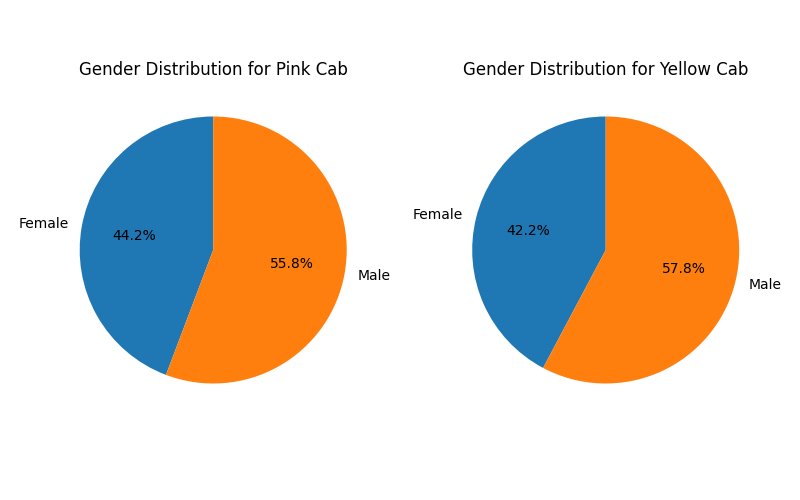 Gender Distribution for Pink Cab
Female
44.2%
55.8%
Male
Gender Distribution for Yellow Cab
Female
42.2%
57.8%
Male